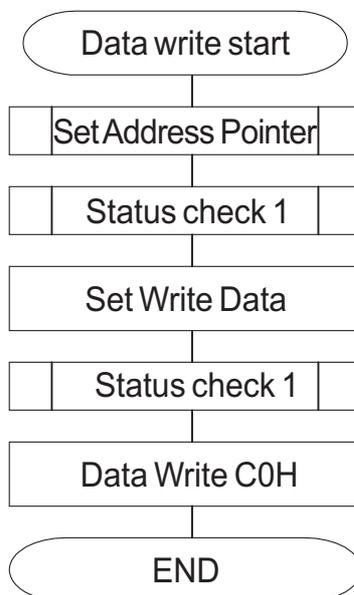 Data write start
Set Address Pointer
Status check 1
Set Write Data
Status check 1
Data Write C0H
END